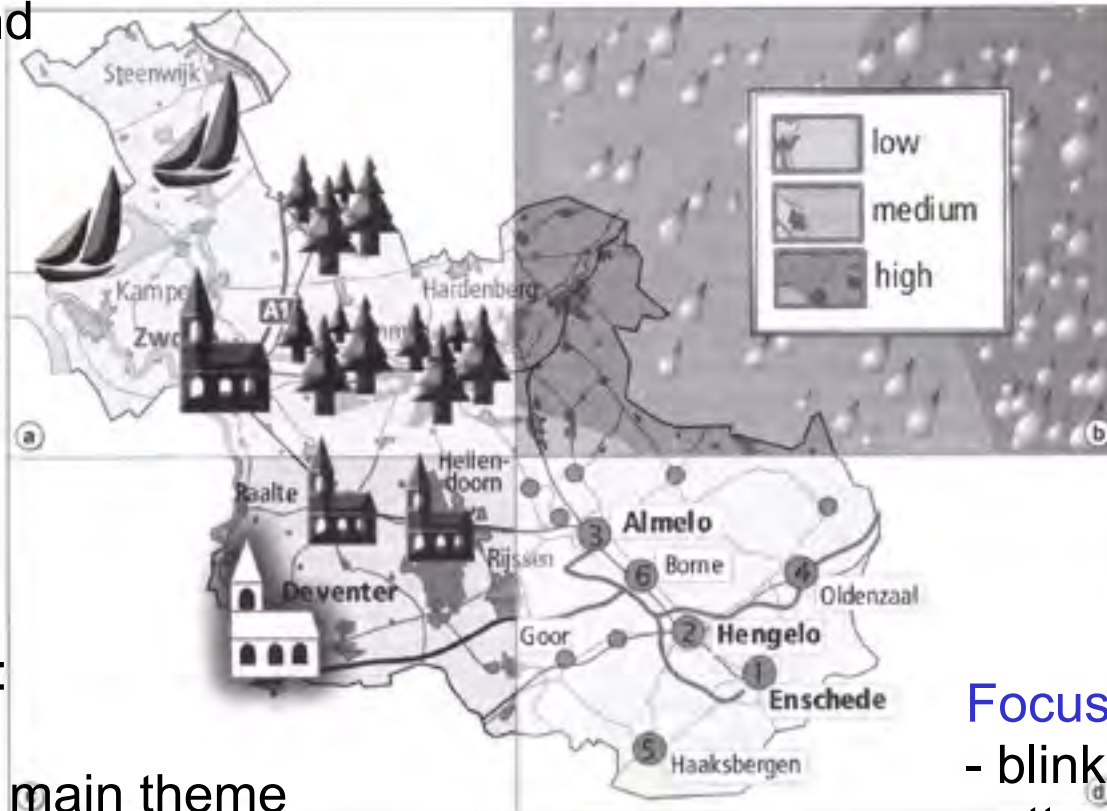 nd
Steenwijk
low
medium
high
Kampe
Hardenberg
A1
Zwo
a
b
Hellen-
doorn
Raalte
3
Almelo
Rijssen
6
Borne
4
Deventer
Oldenzaal
Goor
2
Hengelo
1
Enschede
Focus
5
Haaksbergen
- blink
main theme
d